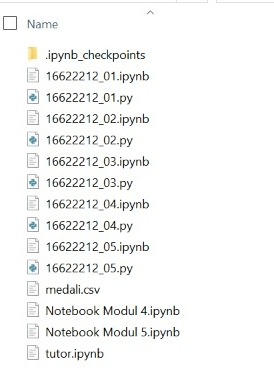 Name
.ipynb_checkpoints
16622212_01.ipynb
16622212_01.py
16622212_02.ipynb
16622212_02.py
16622212_03.ipynb
16622212_03.py
16622212_04.ipynb
16622212_04.py
16622212_05.ipynb
16622212_05.py
medali.csv
Notebook Modul 4.ipynb
Notebook Modul 5.ipynb
tutor.ipynb